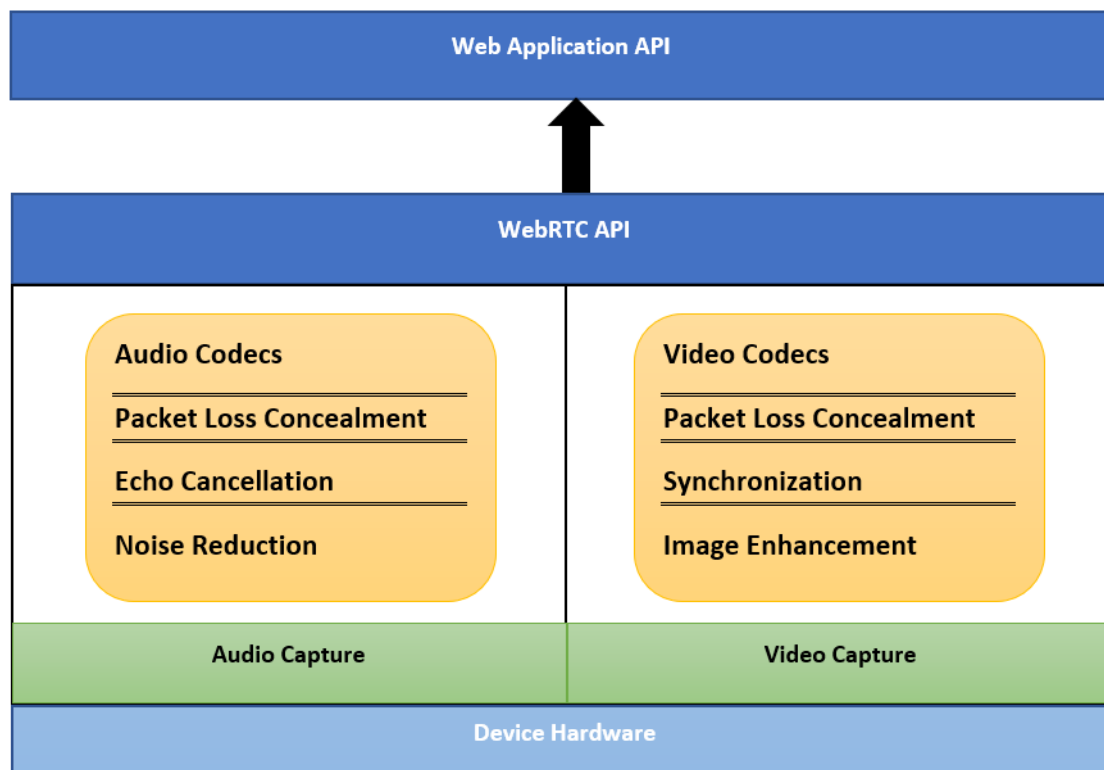 Web Application API
WebRTC API
Audio Codecs
Packet Loss Concealment
Echo Cancellation
Noise Reduction
Video Codecs
Packet Loss Concealment
Synchronization
Image Enhancement
Audio Capture
Video Capture
Device Hardware